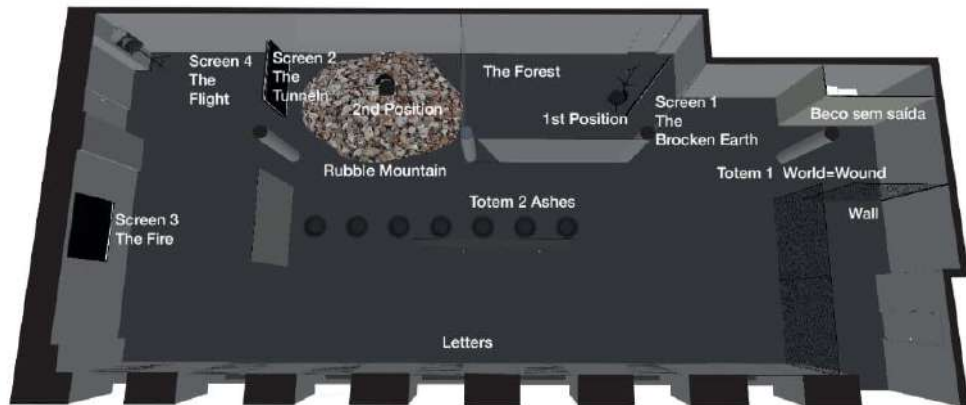 Screen 4
The
Flight
Screen 2
The
Tunneln
2nd Position
Rubble Mountain
The Forest
1st Position
Screen 1
The
Brocken Earth
Beco sem saída
Totem 1 World=Wound
Wall
Screen 3
The Fire
Totem 2 Ashes
Letters